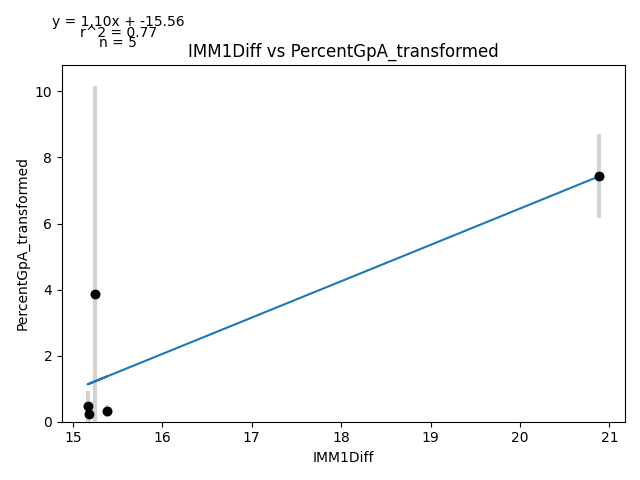 y = 1.10x + -15.56
r^2 = 0.77
n = 5
IMM1Diff vs PercentGpA_transformed
PercentGpA_transformed
10
8
6
4
2
0
15 16 17 18 19 20 21
IMM1Diff